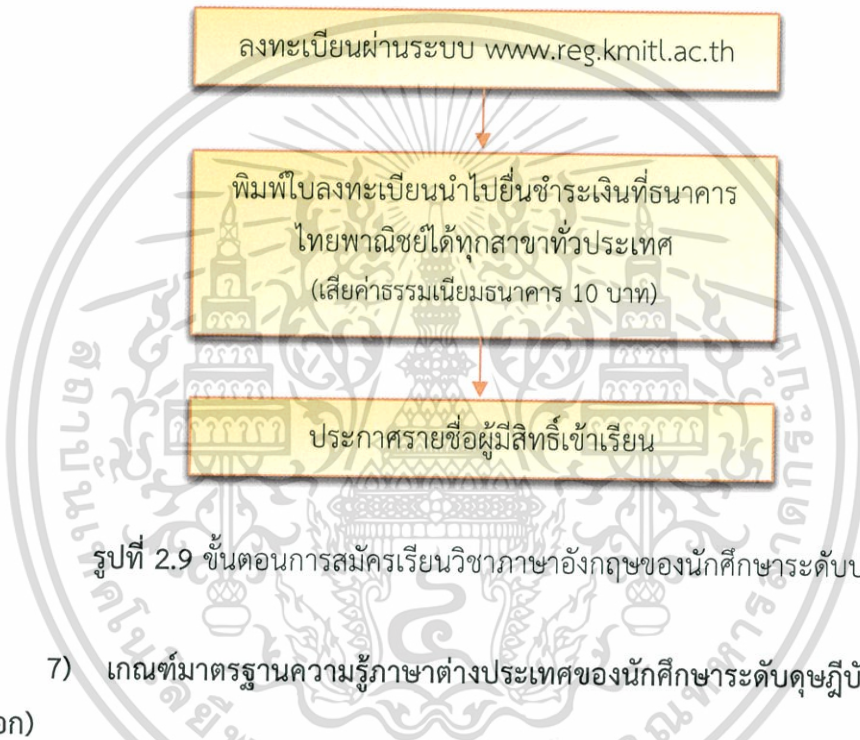 ลงทะเบียนผ่านระบบ www.reg.kmitl.ac.th
พิมพ์ใบลงทะเบียนนำไปยื่นชำระเงินที่ธนาคาร
ไทยพาณิชย์ได้ทุกสาขาทั่วประเทศ
(เสียค่าธรรมเนียมธนาคาร 10 บาท)
ประกาศรายชื่อผู้มีสิทธิ์เข้าเรียน
รูปที่ 2.9 ขั้นตอนการสมัครเรียนวิชาภาษาอังกฤษของนักศึกษาระดับ
7) เกณฑ์มาตรฐานความรู้ภาษาต่างประเทศของนักศึกษาระดับดุษฎีบั
อก)